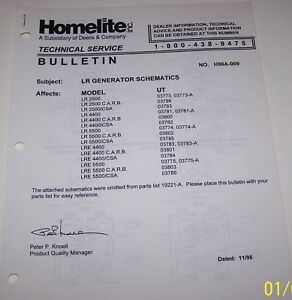 Homelite inc.
A Subsidiary of Deere & Company
DEALER INFORMATION, TECHNICAL
ADVICE AND PRODUCT INFORMATION
CAN BE OBTAINED AT THIS NUMBER
1-800-438-9475
TECHNICAL SERVICE
BULLETIN
NO. H96A-009
Subject: LR GENERATOR SCHEMATICS
Affects: MODEL UT
LR 2500 03773, 03773-A
LR 2500 C.A.R.B. 03798
LR 2500/CSA 03793
LR 4400 03781, 03781-A
LR 4400 C.A.R.B. 03800
LR 4400/CSA 03782
LR 5500 03774, 03774-A
LR 5500 C.A.R.B. 03802
LR 5500/CSA 03785
LRE 4400 03783, 03783-A
LRE 4400 C.A.R.B. 03801
LRE 4400/CSA 03784
LRE 5500 03775, 03775-A
LRE 5500 C.A.R.B. 03803
LRE 5500/CSA 03786
The attached schematics were omitted from parts list 19221-A. Please place this bulletin with your
parts list for easy reference.
Peter P. Knoell
Product Quality Manager
Dated: 11/96
01/0